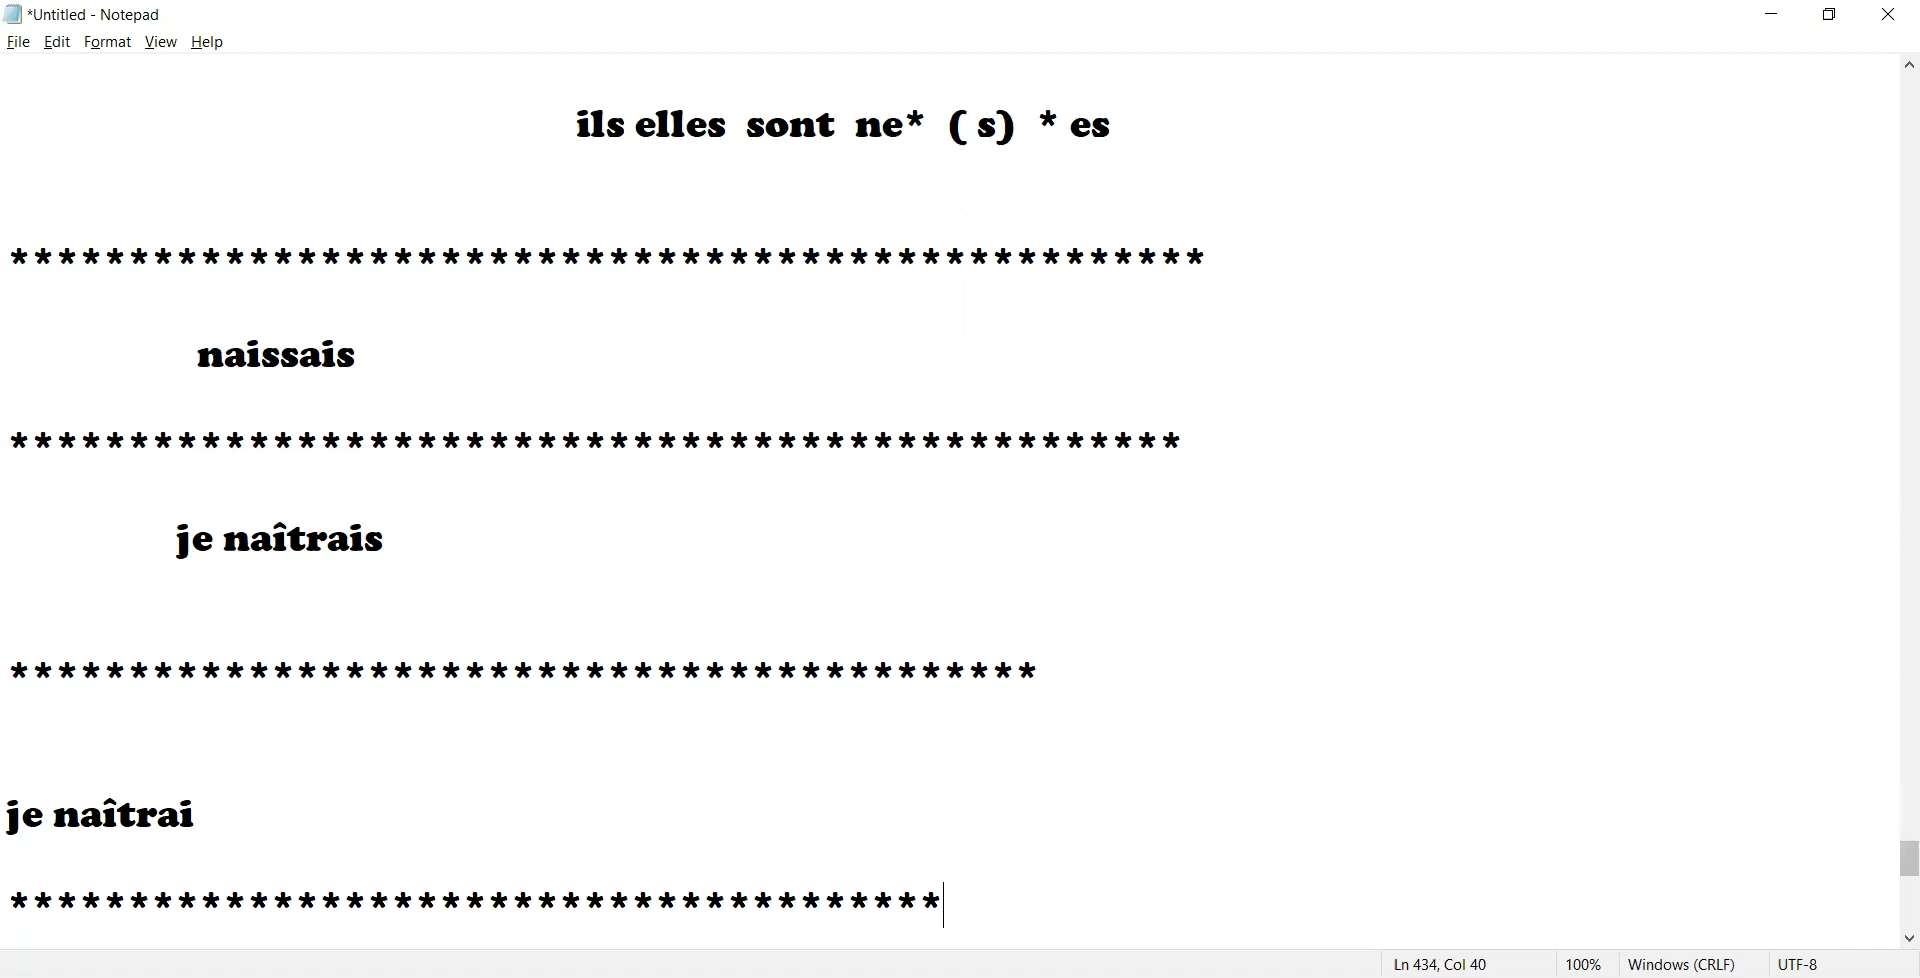 *Untitled - Notepad
File Edit Format View Help
ils elles sont ne* ( s) * es
**************************************************
naissais
*************************************************
je naîtrais
*******************************************
je naîtrai
***************************************
Ln 434, Col 40 100% Windows (CRLF) UTF-8